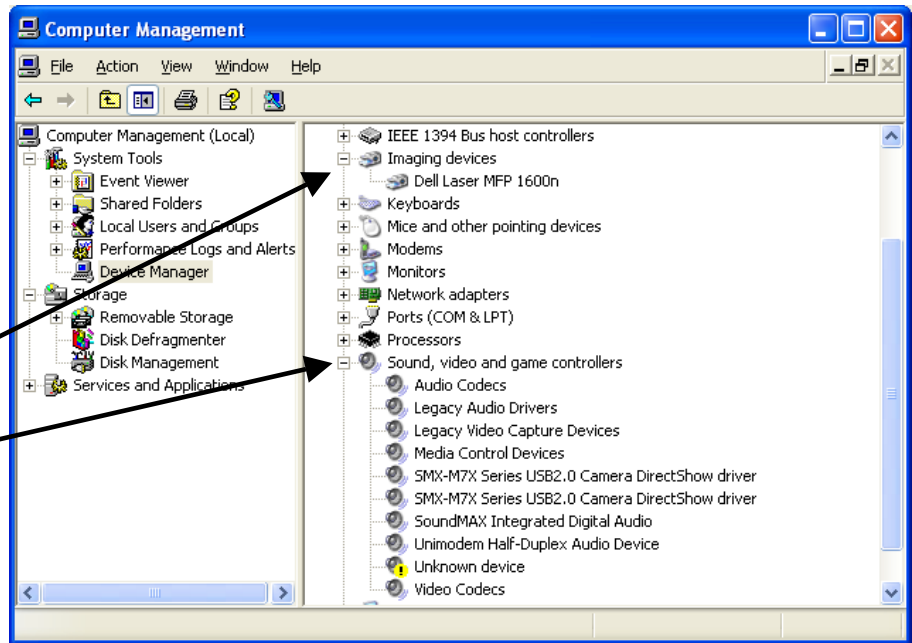 Computer Management
File Action View Window Help
Computer Management (Local)
System Tools
Event Viewer
Shared Folders
Local Users and Groups
Performance Logs and Alerts
Device Manager
Storage
Removable Storage
Disk Defragmenter
Disk Management
Services and Applications
IEEE 1394 Bus host controllers
Imaging devices
Dell Laser MFP 1600n
Keyboards
Mice and other pointing devices
Modems
Monitors
Network adapters
Ports (COM & LPT)
Processors
Sound, video and game controllers
Audio Codecs
Legacy Audio Drivers
Legacy Video Capture Devices
Media Control Devices
SMX-M7X Series USB2.0 Camera DirectShow driver
SMX-M7X Series USB2.0 Camera DirectShow driver
SoundMAX Integrated Digital Audio
Unimodem Half-Duplex Audio Device
Unknown device
Video Codecs